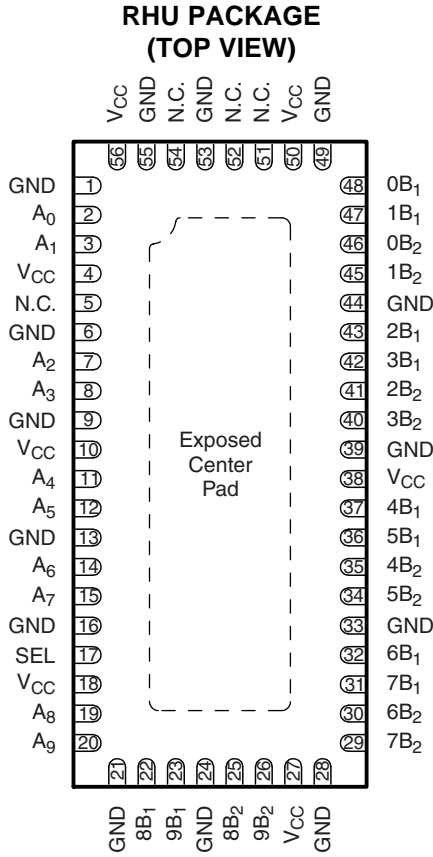 RHU PACKAGE
(TOP VIEW)
VCC GND N.C. GND N.C. N.C. VCC GND
56 55 54 53 52 51 50 49
GND 1 48 0B1
A0 2 47 1B1
A1 3 46 0B2
VCC 4 45 1B2
N.C. 5 44 GND
GND 6 43 2B1
A2 7 42 3B1
A3 8 41 2B2
GND 9 40 3B2
VCC 10 39 GND
A4 11 38 VCC
A5 12 37 4B1
GND 13 36 5B1
A6 14 35 4B2
A7 15 34 5B2
GND 16 33 GND
SEL 17 32 6B1
VCC 18 31 7B1
A8 19 30 6B2
A9 20 29 7B2
Exposed
Center
Pad
21 22 23 24 25 26 27 28
GND 8B1 9B1 GND 8B2 9B2 VCC GND